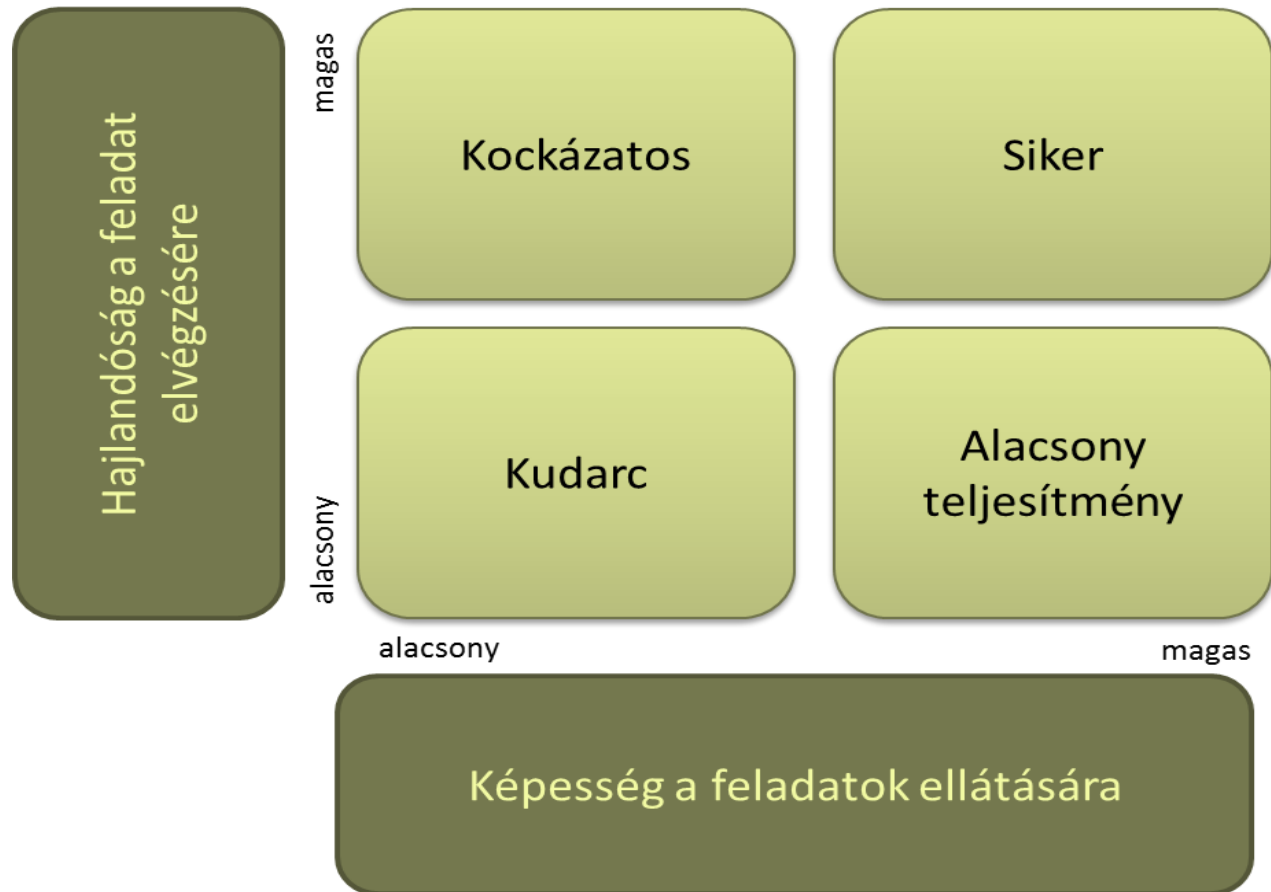 Hajlandóság a feladat
elvégzésére
magas
alacsony
Kockázatos
Siker
Kudarc
Alacsony
teljesítmény
alacsony
magas
Képesség a feladatok ellátására